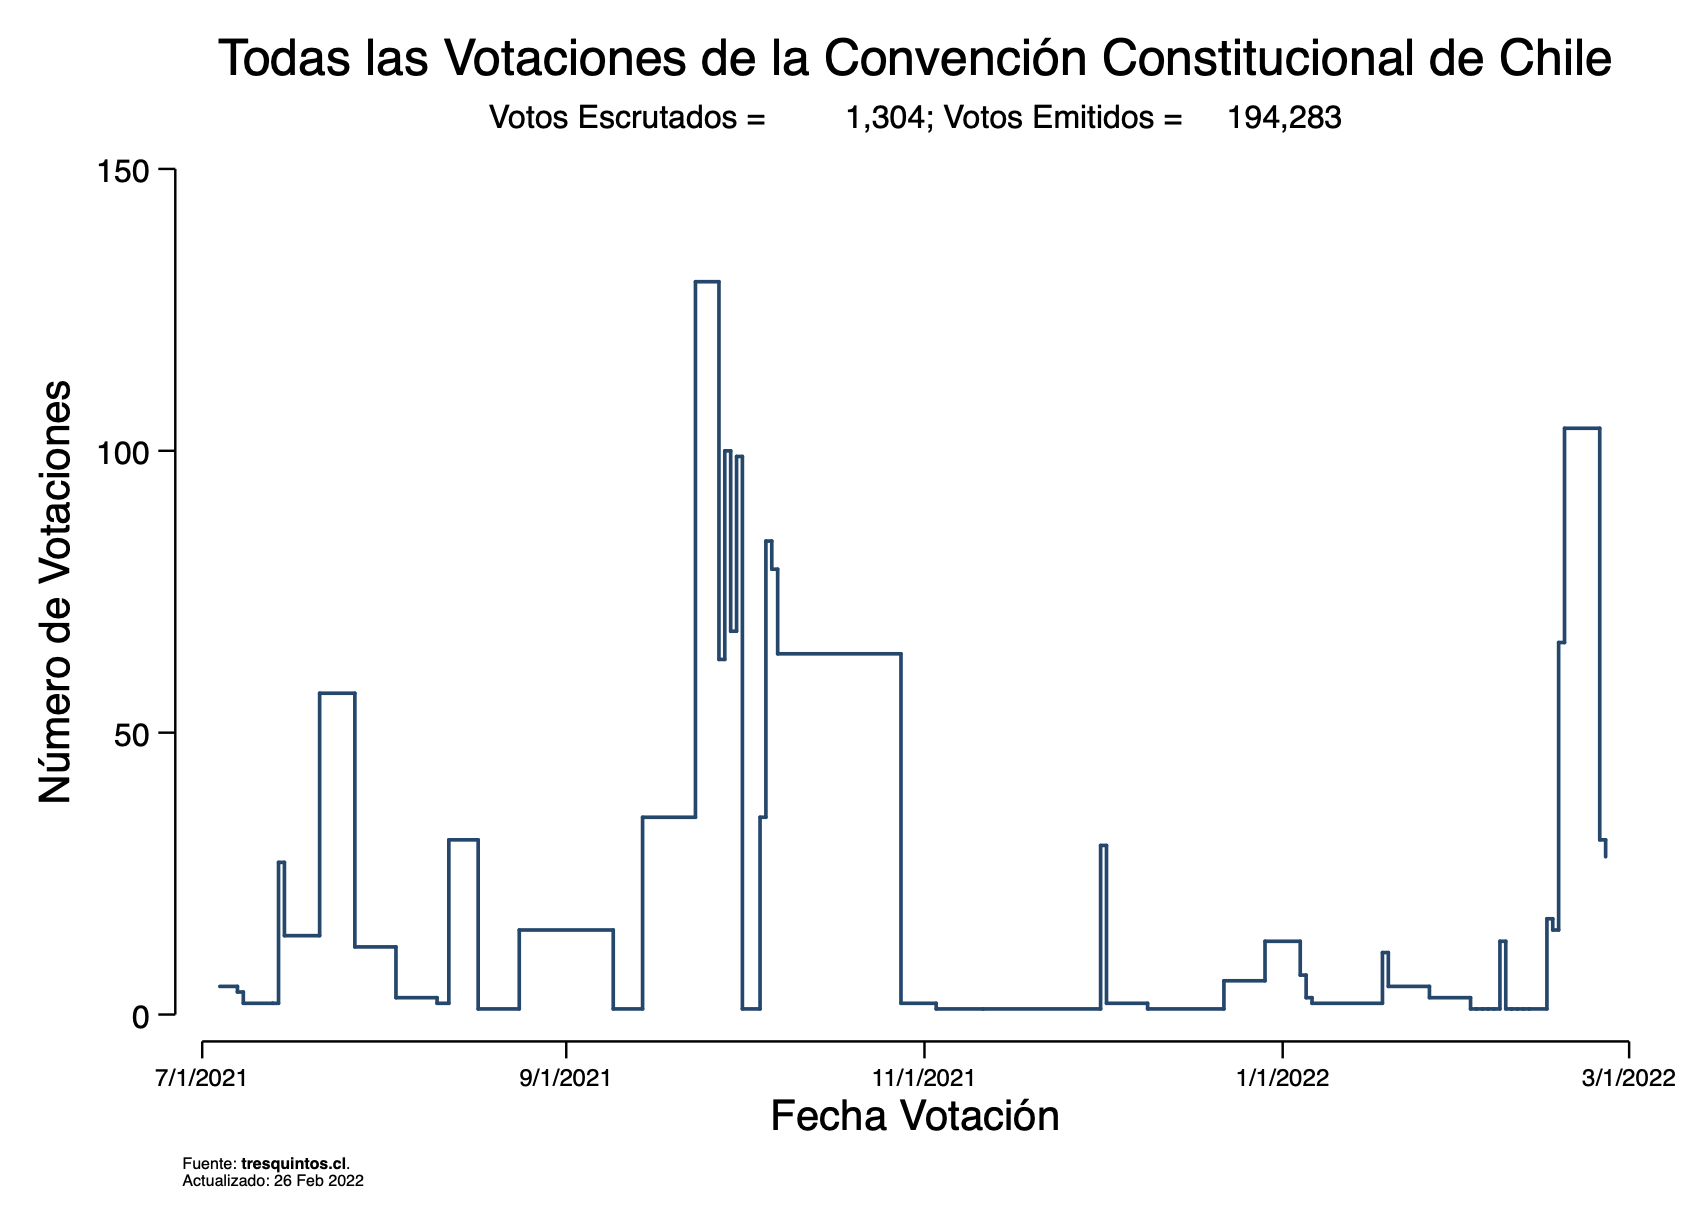 Todas las Votaciones de la Convención Constitucional de Chile
Votos Escrutados = 1,304; Votos Emitidos = 194,283
150
100
50
0
Número de Votaciones
7/1/2021 9/1/2021 11/1/2021 1/1/2022 3/1/2022
Fecha Votación
Fuente: tresquintos.cl.
Actualizado: 26 Feb 2022